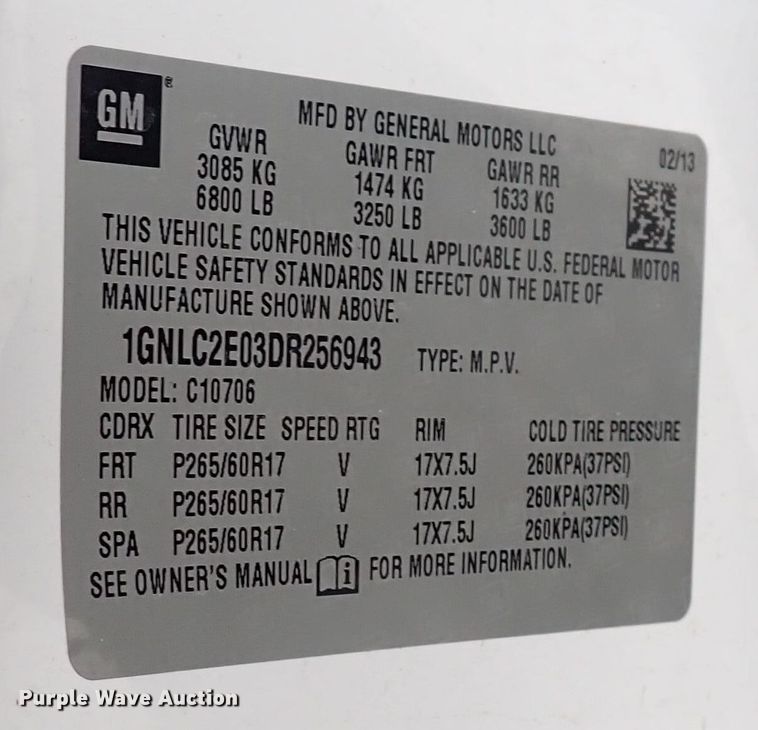 GM ®
MFD BY GENERAL MOTORS LLC 02/13
GVWR GAWR FRT GAWR RR
3085 KG 1474 KG 1633 KG
6800 LB 3250 LB 3600 LB
THIS VEHICLE CONFORMS TO ALL APPLICABLE U.S. FEDERAL MOTOR
VEHICLE SAFETY STANDARDS IN EFFECT ON THE DATE OF
MANUFACTURE SHOWN ABOVE.
1GNLC2E03DR256943 TYPE: M.P.V.
MODEL: C10706
CDRX TIRE SIZE SPEED RTG RIM COLD TIRE PRESSURE
FRT P265/60R17 V 17X7.5J 260KPA(37PSI)
RR P265/60R17 V 17X7.5J 260KPA(37PSI)
SPA P265/60R17 V 17X7.5J 260KPA(37PSI)
SEE OWNER'S MANUAL i FOR MORE INFORMATION.
Purple Wave Auction